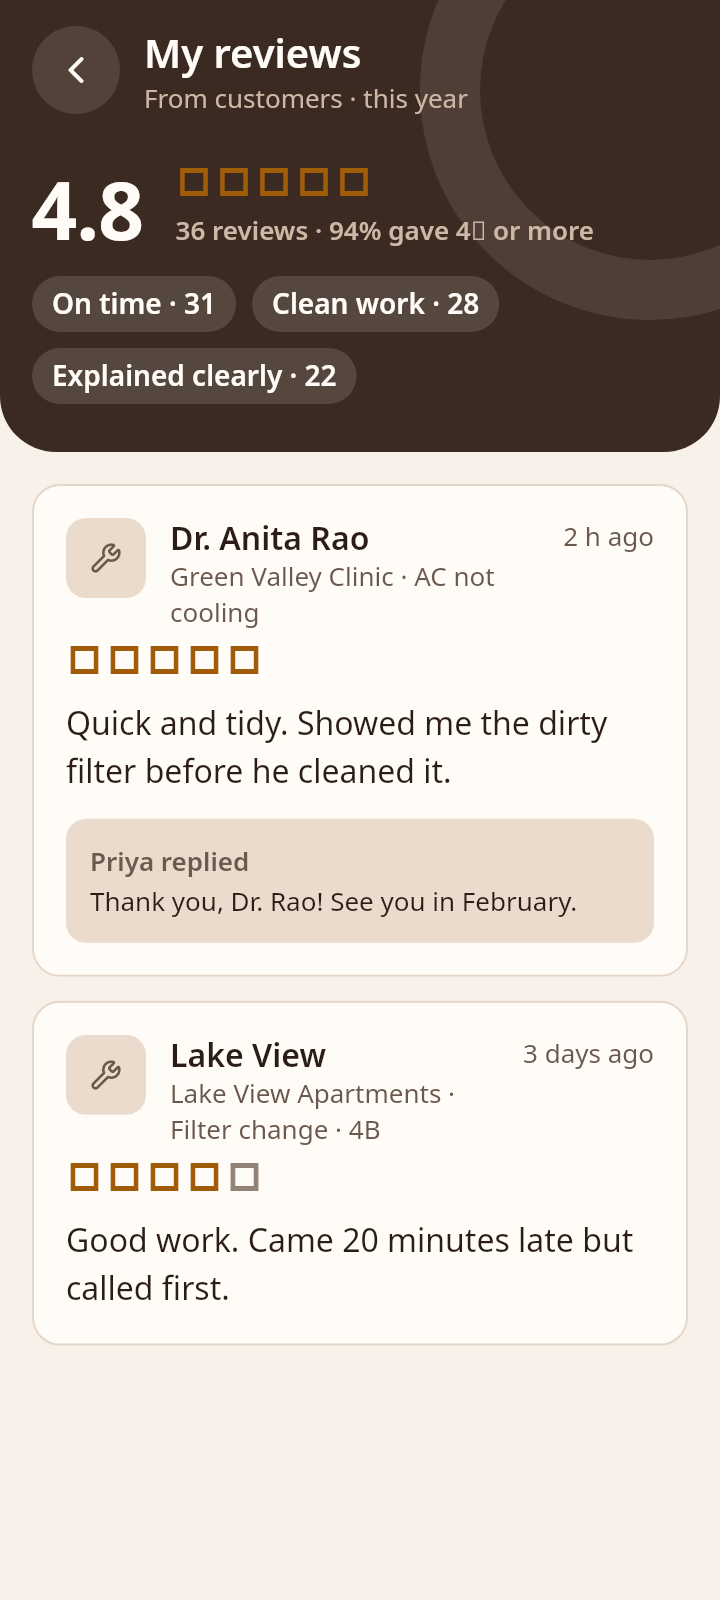 My reviews
From customers · this year
4.8
36 reviews · 94% gave 4▯ or more
On time · 31
Clean work · 28
Explained clearly · 22
Dr. Anita Rao
2 h ago
Green Valley Clinic · AC not
cooling
Quick and tidy. Showed me the dirty
filter before he cleaned it.
Priya replied
Thank you, Dr. Rao! See you in February.
Lake View
3 days ago
Lake View Apartments ·
Filter change · 4B
Good work. Came 20 minutes late but
called first.